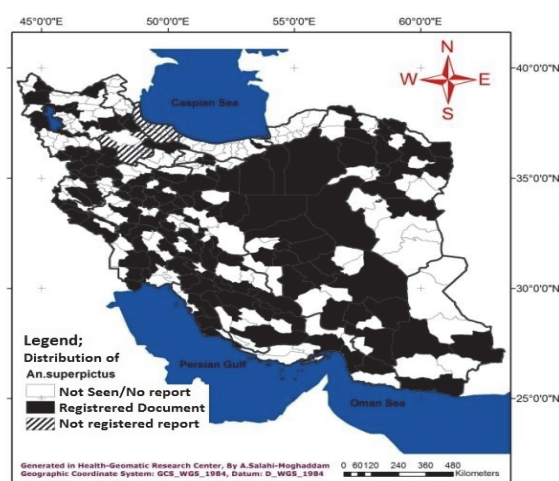 45°0'0"E 50°0'0"E 55°0'0"E 60°0'0"E
N
W E
S
40°0'0"N
Caspian Sea
35°0'0"N
30°0'0"N
Legend;
Distribution of
An.superpictus
Not Seen/No report
Registrered Document
Not registered report
Persian Gulf
Oman Sea
25°0'0"N
Generated in Health-Geomatic Research Center, By A.Salahi-Moghaddam
Geographic Coordinate System: GCS_WGS_1984, Datum: D_WGS_1984
0 60 120 240 360 480
Kilometers